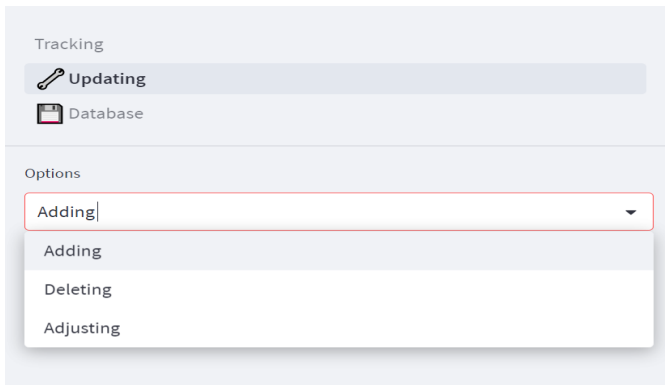 Tracking
Updating
Database
Options
Adding
Adding
Deleting
Adjusting